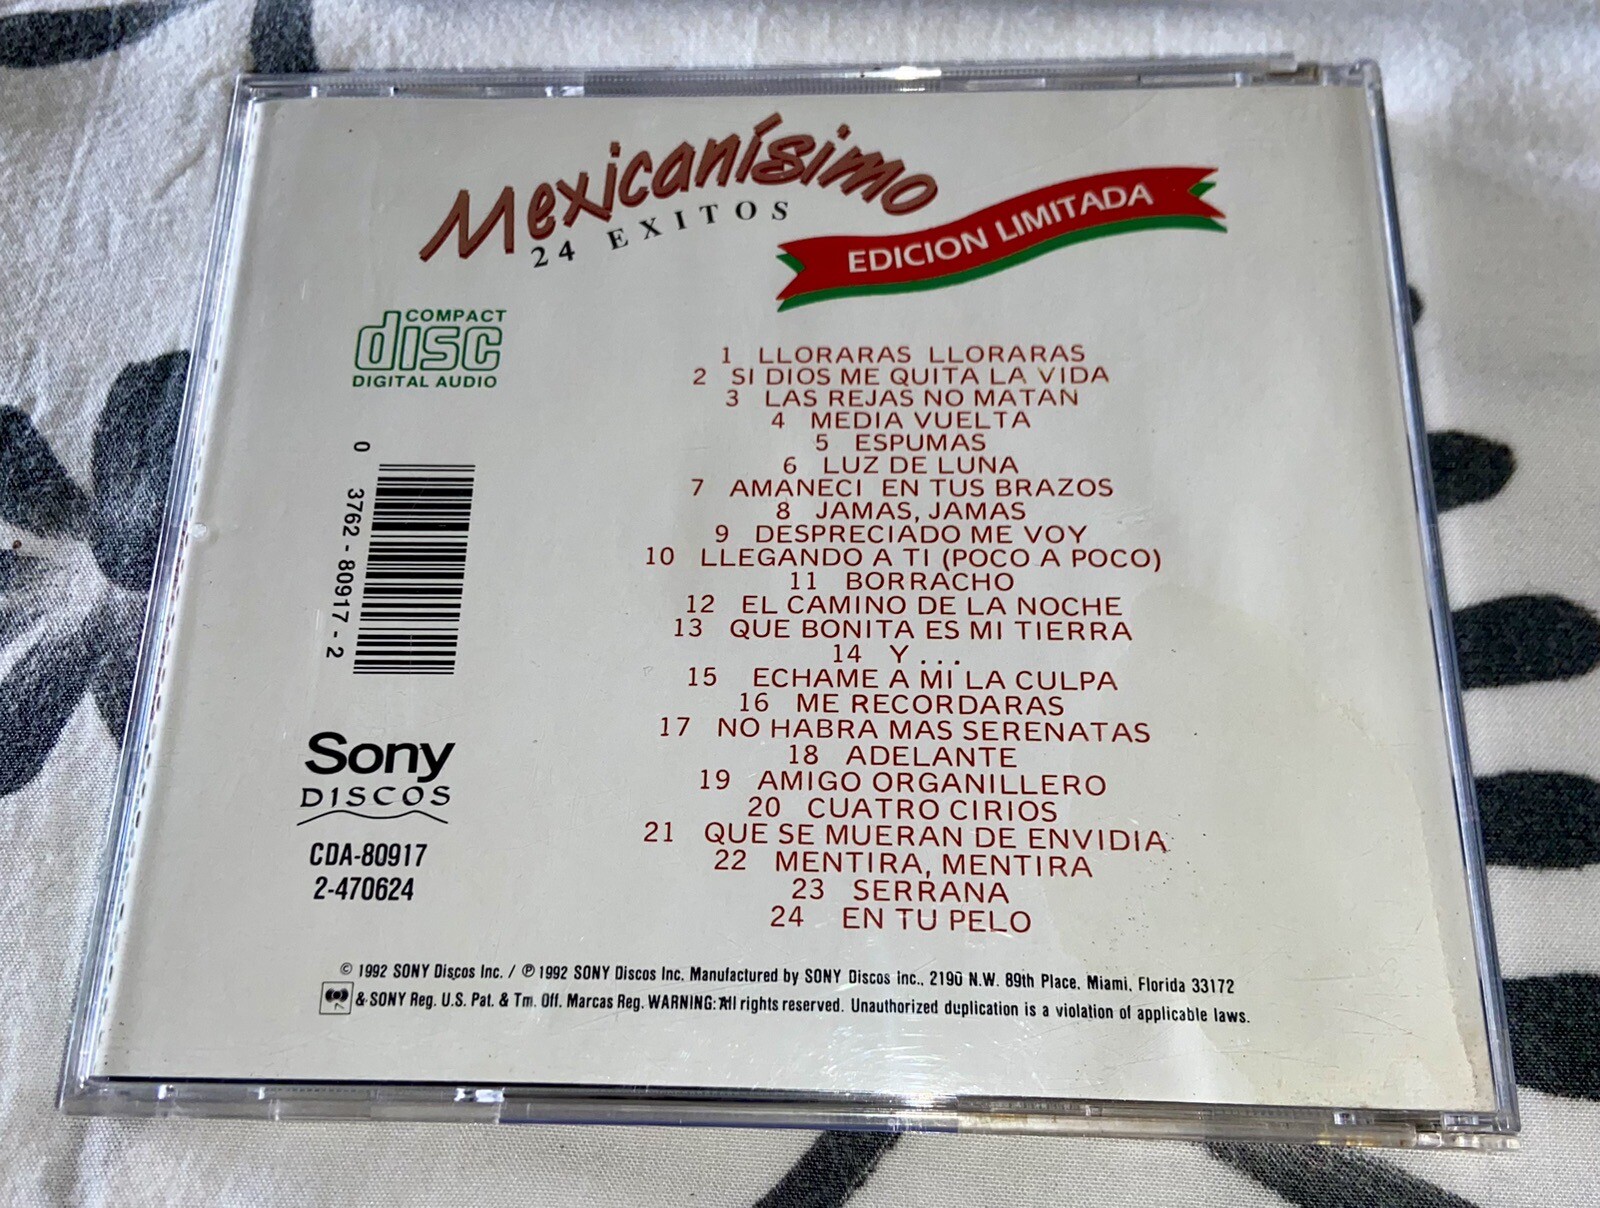 Mexicanísimo
24 EXITOS
EDICION LIMITADA
COMPACT
disc
DIGITAL AUDIO
1 LLORARAS LLORARAS
2 SI DIOS ME QUITA LA VIDA
3 LAS REJAS NO MATAN
4 MEDIA VUELTA
5 ESPUMAS
6 LUZ DE LUNA
7 AMANECI EN TUS BRAZOS
8 JAMAS, JAMAS
9 DESPRECIADO ME VOY
10 LLEGANDO A TI (POCO A POCO)
11 BORRACHO
12 EL CAMINO DE LA NOCHE
13 QUE BONITA ES MI TIERRA
14 Y ...
15 ECHAME A MI LA CULPA
16 ME RECORDARAS
17 NO HABRA MAS SERENATAS
18 ADELANTE
19 AMIGO ORGANILLERO
20 CUATRO CIRIOS
21 QUE SE MUERAN DE ENVIDIA
22 MENTIRA, MENTIRA
23 SERRANA
24 EN TU PELO
0 3762-80917-2
Sony
DISCOS
CDA-80917
2-470624
© 1992 SONY Discos Inc. / ℗ 1992 SONY Discos Inc. Manufactured by SONY Discos Inc., 2190 N.W. 89th Place, Miami, Florida 33172
& SONY Reg. U.S. Pat. & Tm. Off. Marcas Reg. WARNING: All rights reserved. Unauthorized duplication is a violation of applicable laws.